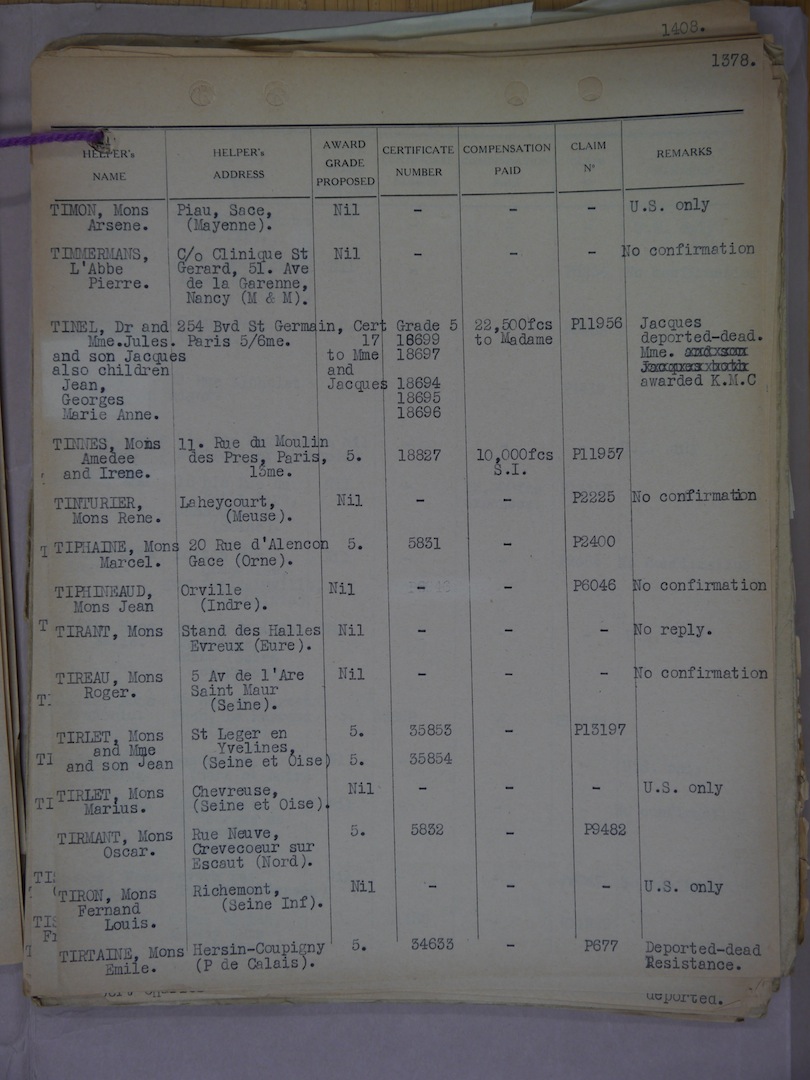 1408.
1378.
HELPER's NAME HELPER's ADDRESS AWARD GRADE PROPOSED CERTIFICATE NUMBER COMPENSATION PAID CLAIM Nº REMARKS
TIMON, Mons Piau, Sace, Nil - - - U.S. only
Arsene. (Mayenne).
TIMMERMANS, C/o Clinique St Nil - - - No confirmation
L'Abbe Gerard, 51. Ave
Pierre. de la Garenne,
Nancy (M & M).
TINEL, Dr and 254 Bvd St Germain, Cert Grade 5 22,500fcs P11956 Jacques
Mme.Jules. Paris 5/6me. 17 18699 to Madame deported-dead.
and son Jacques to Mme 18697 Mme.
also children and
Jean, Jacques 18694 awarded K.M.C
Georges 18695
Marie Anne. 18696
TINNES, Mons 11. Rue du Moulin
Amedee des Pres, Paris, 5. 18827 10,000fcs P11957
and Irene. 13me. S.I.
TINTURIER, Laheycourt, Nil - - P2225 No confirmation
Mons Rene. (Meuse).
TIPHAINE, Mons 20 Rue d'Alencon 5. 5831 - P2400
Marcel. Gace (Orne).
TIPHINEAUD, Orville Nil - - P6046 No confirmation
Mons Jean (Indre).
TIRANT, Mons Stand des Halles Nil - - - No reply.
Evreux (Eure).
TIREAU, Mons 5 Av de l'Are Nil - - - No confirmation
Roger. Saint Maur
(Seine).
TIRLET, Mons St Leger en 5. 35853 - P13197
and Mme Yvelines,
and son Jean (Seine et Oise) 5. 35854
TIRLET, Mons Chevreuse, Nil - - - U.S. only
Marius. (Seine et Oise).
TIRMANT, Mons Rue Neuve, 5. 5832 - P9482
Oscar. Crevecoeur sur
Escaut (Nord).
TIRON, Mons Richemont, Nil - - - U.S. only
Fernand (Seine Inf).
Louis.
TIRTAINE, Mons Hersin-Coupigny 5. 34633 - P677 Deported-dead
Emile. (P de Calais). Resistance.
deported.